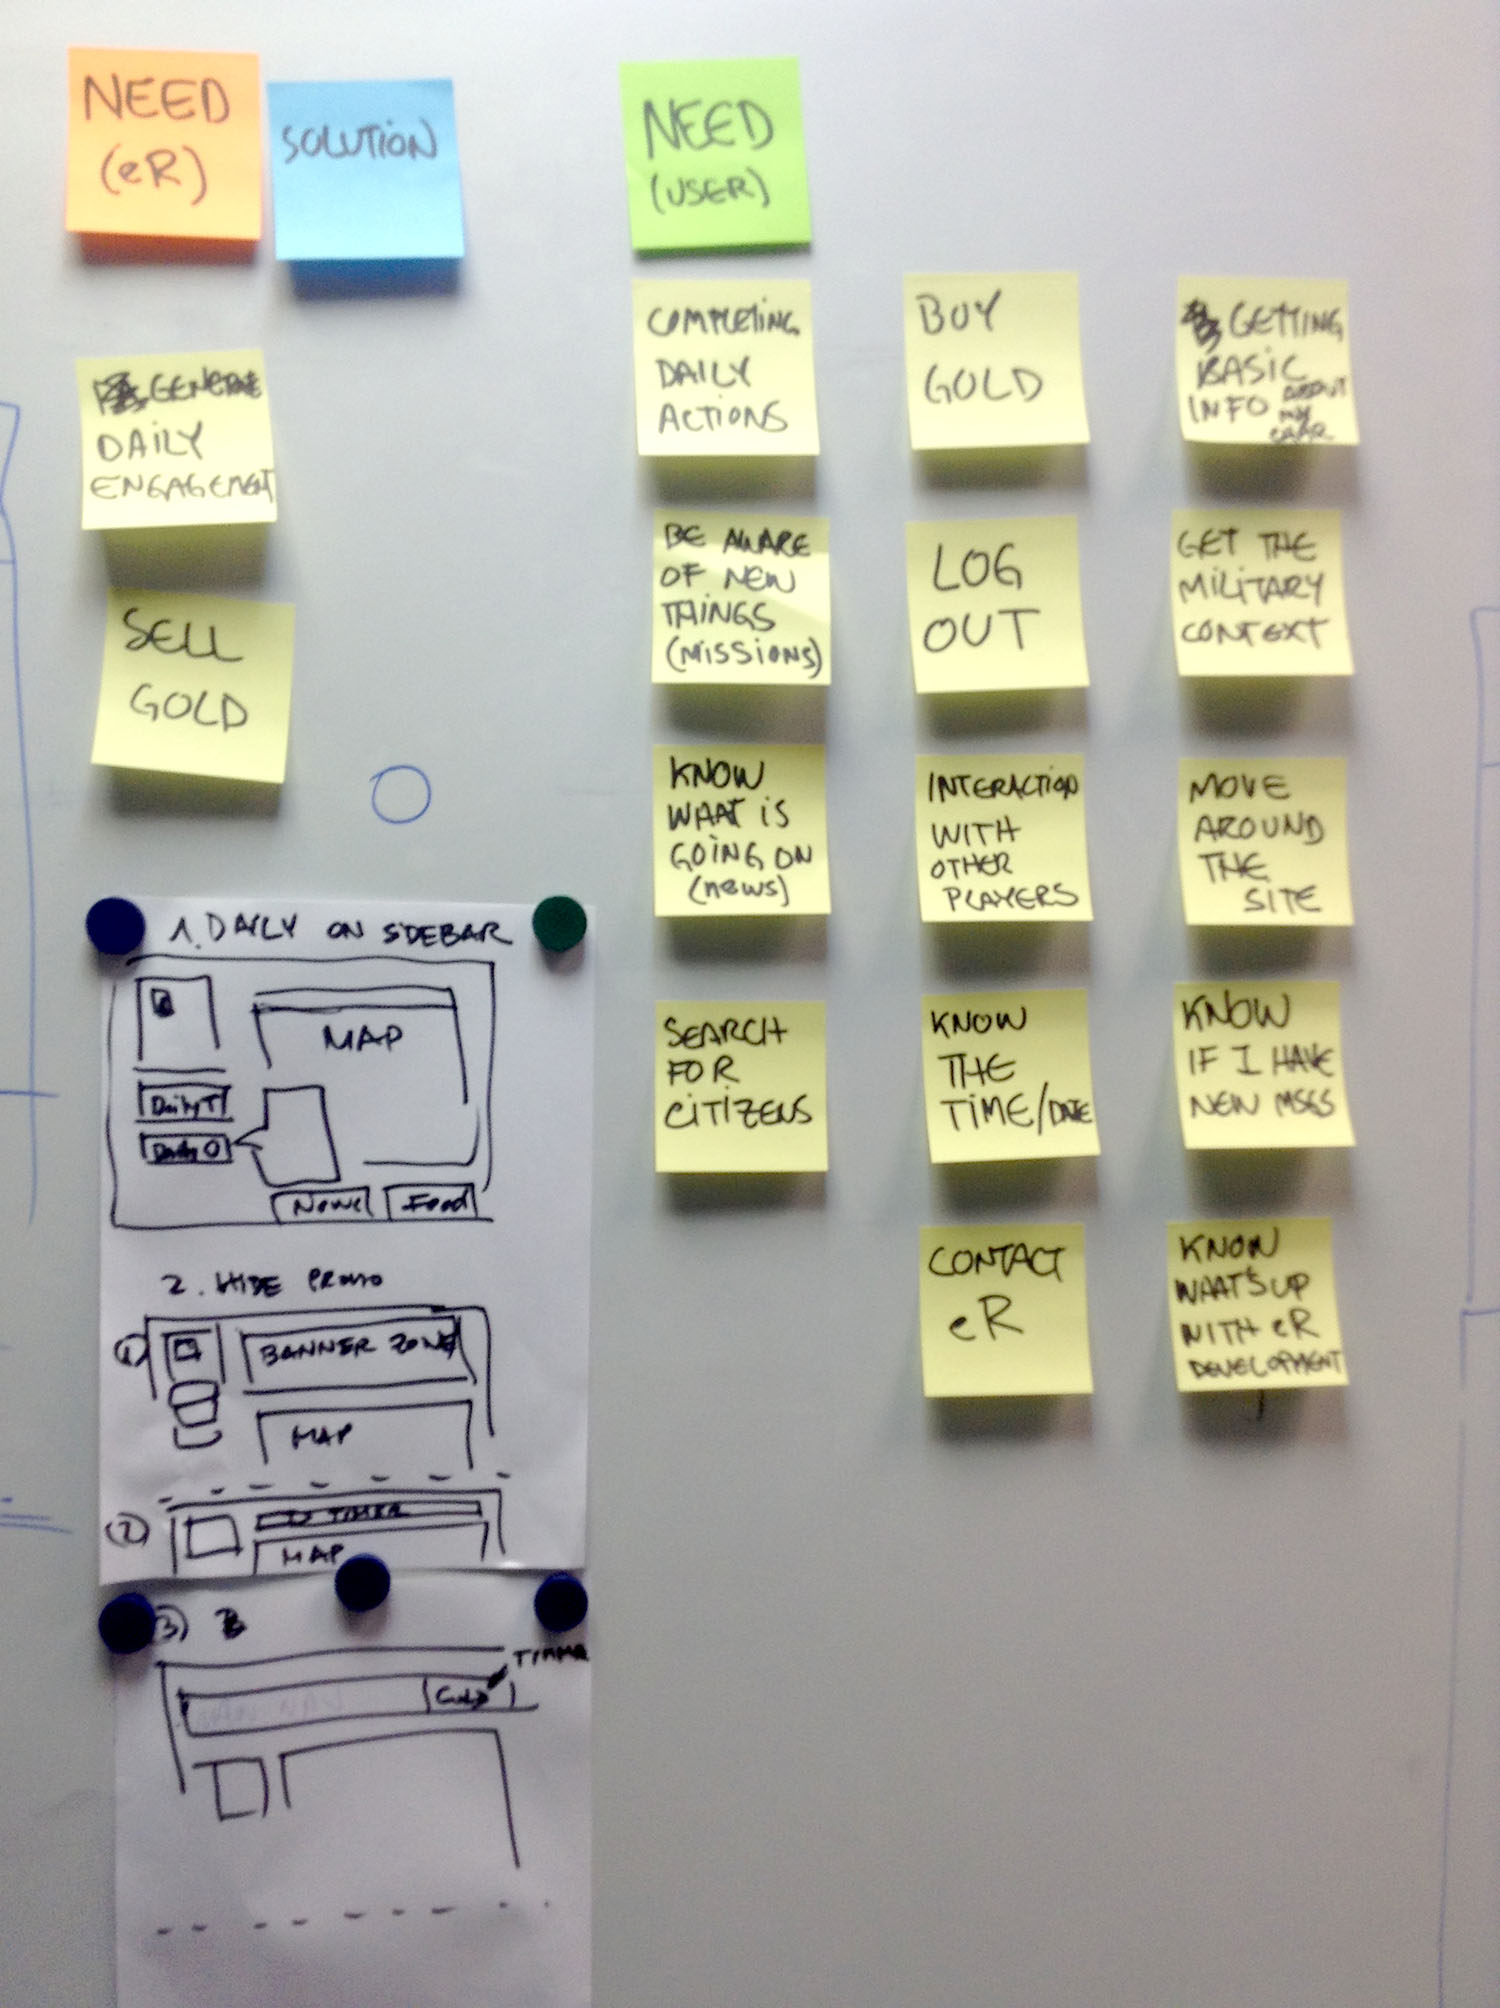 NEED
(eR)
SOLUTION
NEED
(USER)
GENERATE
DAILY
ENGAGEMENT
SELL
GOLD
COMPLETING
DAILY
ACTIONS
BUY
GOLD
GETTING
BASIC
INFO ABOUT
MY
CHAR
BE AWARE
OF NEW
THINGS
(MISSIONS)
LOG
OUT
GET THE
MILITARY
CONTEXT
KNOW
WHAT IS
GOING ON
(news)
INTERACTION
WITH
OTHER
PLAYERS
MOVE
AROUND
THE
SITE
SEARCH
FOR
CITIZENS
KNOW
THE
TIME/DATE
KNOW
IF I HAVE
NEW MSGS
CONTACT
eR
KNOW
WHAT'S UP
WITH eR
DEVELOPMENT
1. DAILY ON SIDEBAR
MAP
Daily T
Daily O
News
Feed
2. HIDE PROMO
1
BANNER ZONE
MAP
2
TIMER
MAP
3
TIMER
Gold